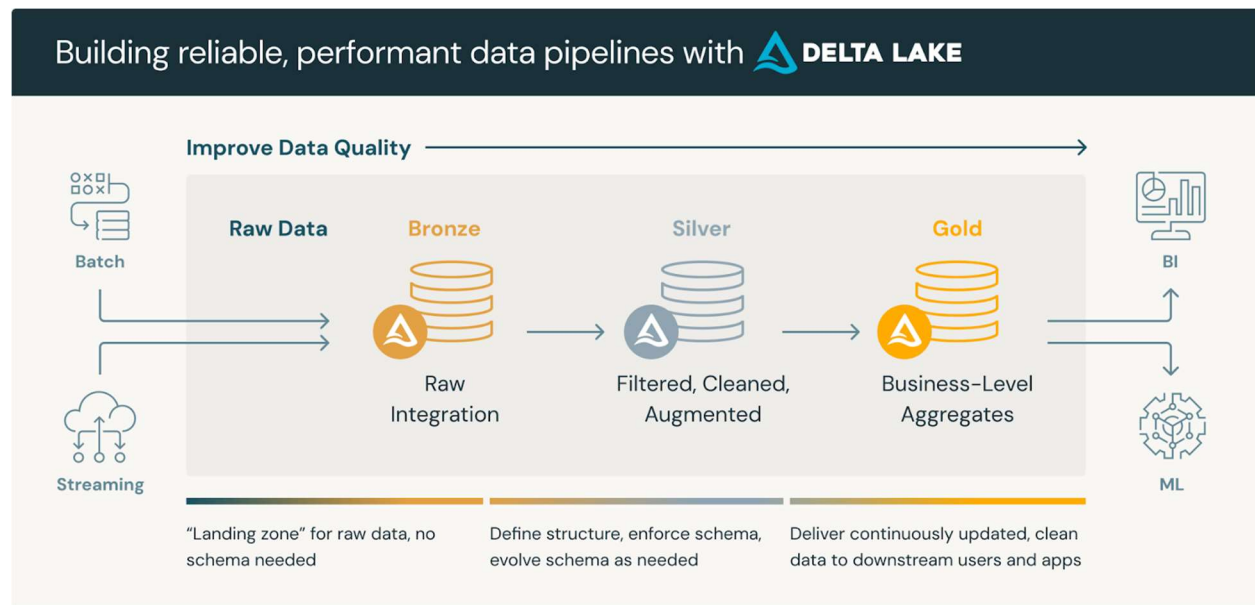 Building reliable, performant data pipelines with DELTA LAKE
Improve Data Quality
Raw Data
Bronze
Silver
Gold
Batch
Streaming
Raw
Integration
Filtered, Cleaned,
Augmented
Business-Level
Aggregates
BI
ML
“Landing zone” for raw data, no
schema needed
Define structure, enforce schema,
evolve schema as needed
Deliver continuously updated, clean
data to downstream users and apps